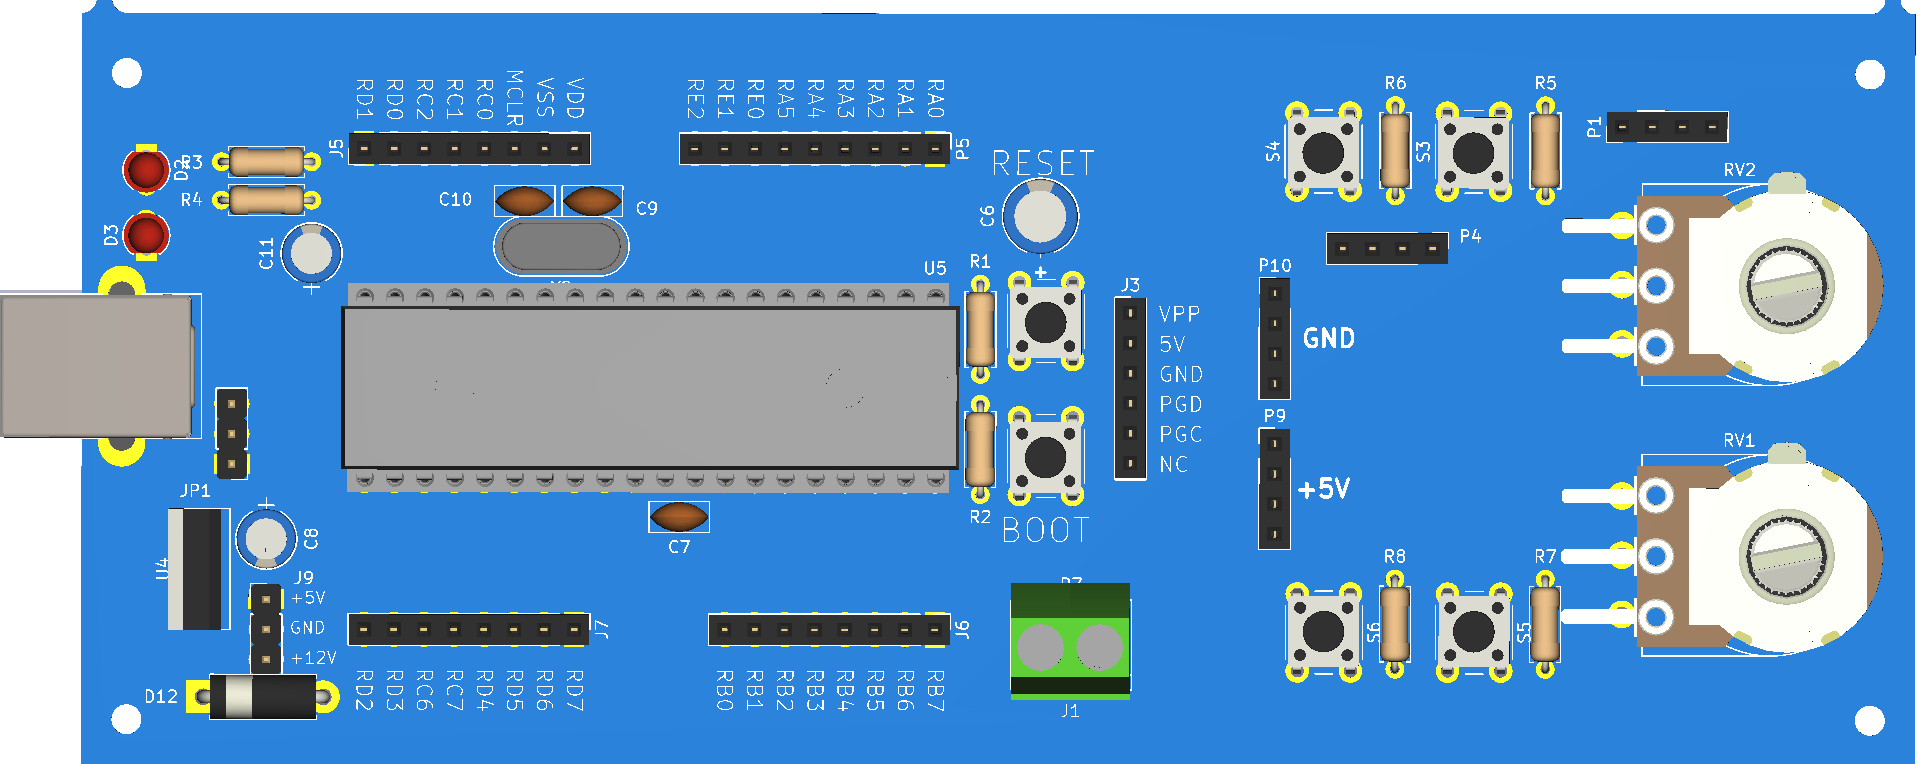 RD1
RD0
RC2
RC1
RC0
MCLR
VSS
VDD
RE2
RE1
RE0
RA5
RA4
RA3
RA2
RA1
RA0
J5
P5
D2
R3
R4
D3
C11
C10
C9
RESET
C6
+
U5
R1
R2
BOOT
J3
VPP
5V
GND
PGD
PGC
NC
R6
R5
S4
S3
P1
P4
P10
GND
P9
+5V
RV2
RV1
JP1
U4
C8
C7
J9
+5V
GND
+12V
D12
J7
RD2
RD3
RC6
RC7
RD4
RD5
RD6
RD7
J6
RB0
RB1
RB2
RB3
RB4
RB5
RB6
RB7
J1
R8
R7
S6
S5